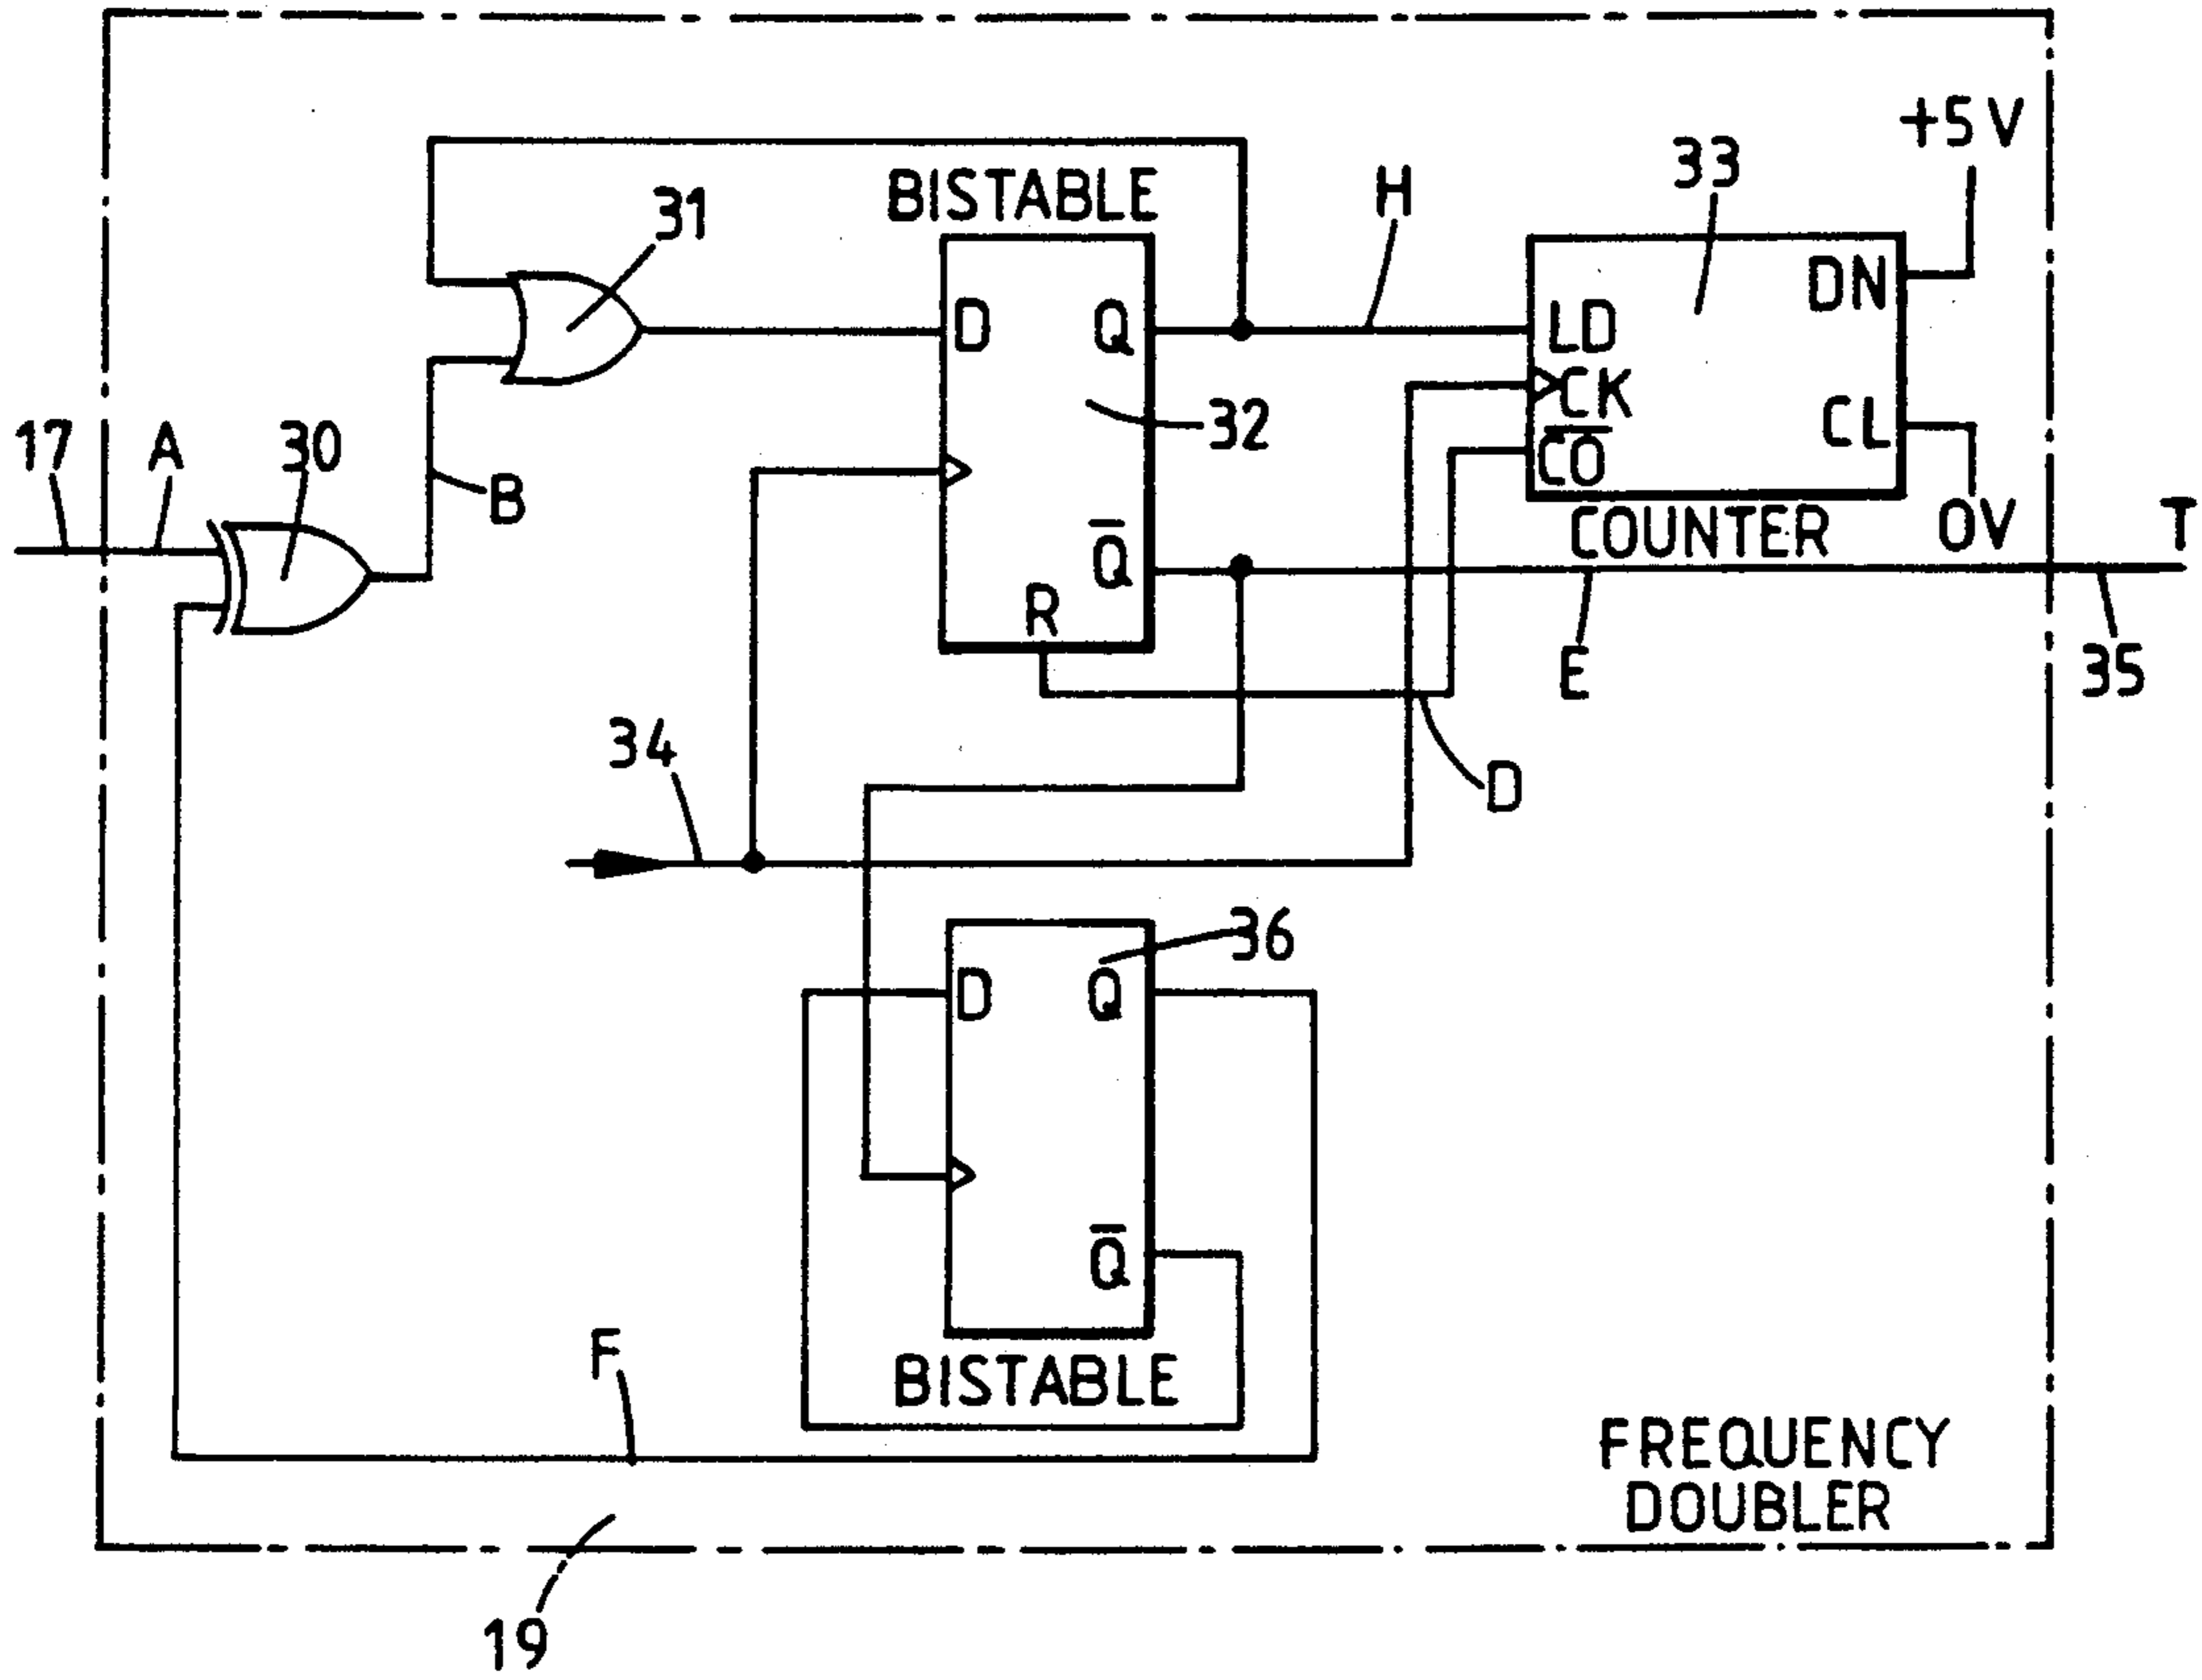 +5V
33
H
BISTABLE
31
DN
D
Q
LD
CK
32
CL
17
A
30
C̅O̅
B
0V
T
COUNTER
Q̅
R
E
35
34
D
36
D
Q
Q̅
F
BISTABLE
FREQUENCY
DOUBLER
19